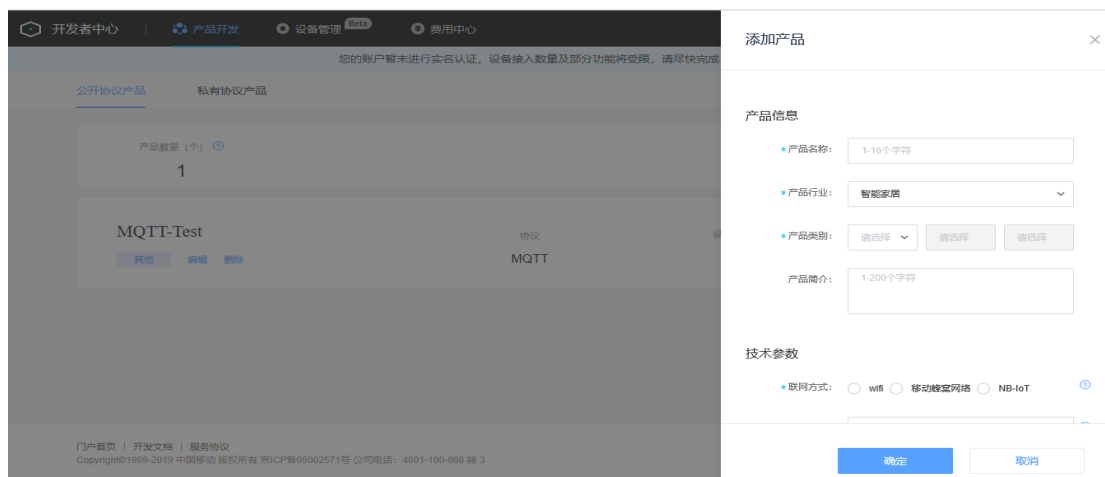 开发者中心 | 产品开发 设备管理 Beta 费用中心
您的账户暂未进行实名认证，设备接入数量及部分功能将受限，请尽快完成
公开协议产品 私有协议产品
产品数量（个）
1
MQTT-Test
其他 编辑 删除
协议
MQTT
门户首页 | 开发文档 | 服务协议
Copyright©1999-2019 中国移动 版权所有 京ICP备05002571号 公司电话：4001-100-866 转 3
添加产品
产品信息
*产品名称： 1-16个字符
*产品行业： 智能家居
*产品类别： 请选择 请选择 请选择
产品简介： 1-200个字符
技术参数
*联网方式： wifi 移动蜂窝网络 NB-IoT
确定 取消